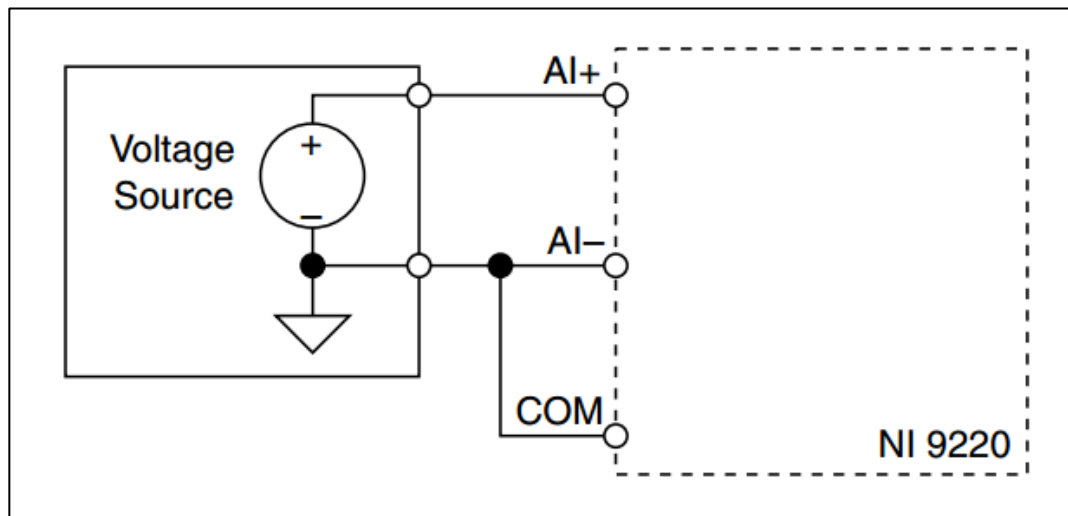 AI+
Voltage
Source
+
–
AI–
COM
NI 9220